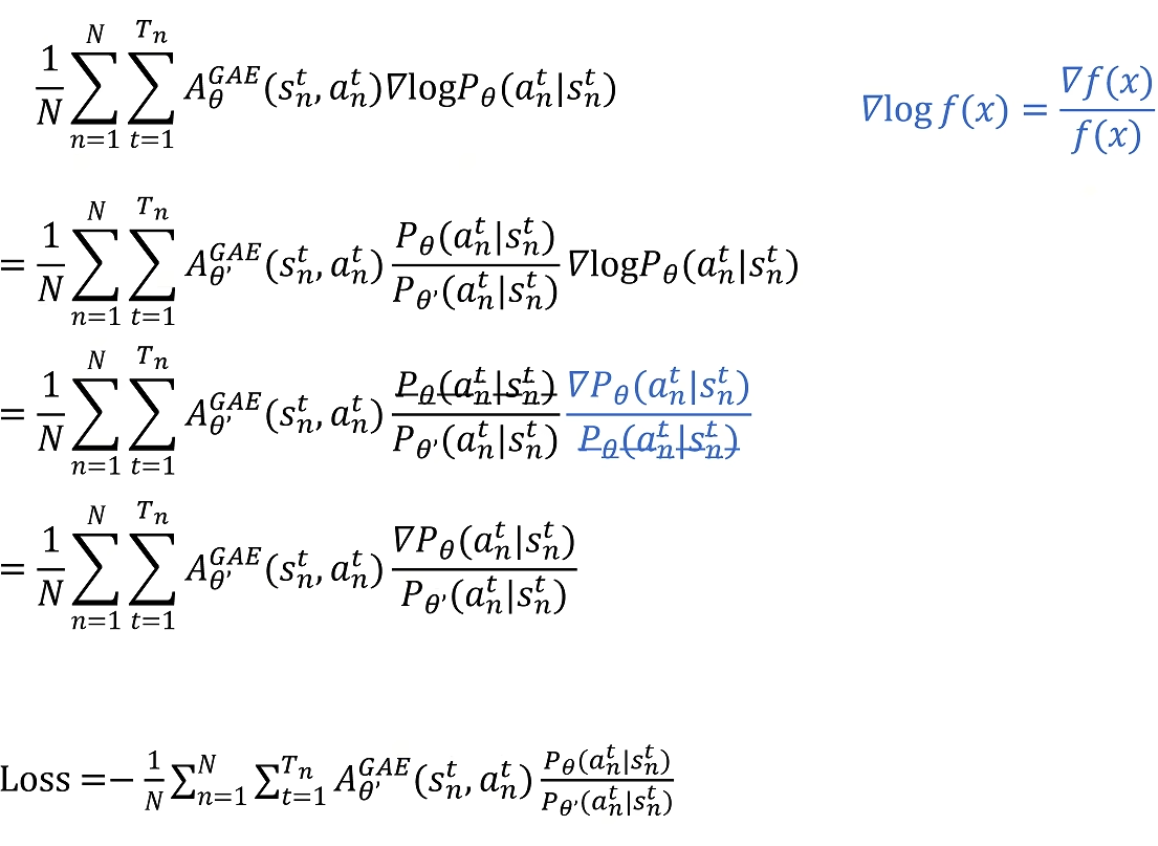 $\frac{1}{N}\sum_{n=1}^{N}\sum_{t=1}^{T_n} A_{\theta}^{GAE}(s_n^t, a_n^t)\nabla \log P_{\theta}(a_n^t|s_n^t)$ $\nabla \log f(x) = \frac{\nabla f(x)}{f(x)}$
$= \frac{1}{N}\sum_{n=1}^{N}\sum_{t=1}^{T_n} A_{\theta'}^{GAE}(s_n^t, a_n^t)\frac{P_{\theta}(a_n^t|s_n^t)}{P_{\theta'}(a_n^t|s_n^t)}\nabla \log P_{\theta}(a_n^t|s_n^t)$
$= \frac{1}{N}\sum_{n=1}^{N}\sum_{t=1}^{T_n} A_{\theta'}^{GAE}(s_n^t, a_n^t)\frac{P_{\theta}(a_n^t|s_n^t)}{P_{\theta'}(a_n^t|s_n^t)}\frac{\nabla P_{\theta}(a_n^t|s_n^t)}{P_{\theta}(a_n^t|s_n^t)}$
$= \frac{1}{N}\sum_{n=1}^{N}\sum_{t=1}^{T_n} A_{\theta'}^{GAE}(s_n^t, a_n^t)\frac{\nabla P_{\theta}(a_n^t|s_n^t)}{P_{\theta'}(a_n^t|s_n^t)}$
$\text{Loss} = -\frac{1}{N}\sum_{n=1}^{N}\sum_{t=1}^{T_n} A_{\theta'}^{GAE}(s_n^t, a_n^t)\frac{P_{\theta}(a_n^t|s_n^t)}{P_{\theta'}(a_n^t|s_n^t)}$